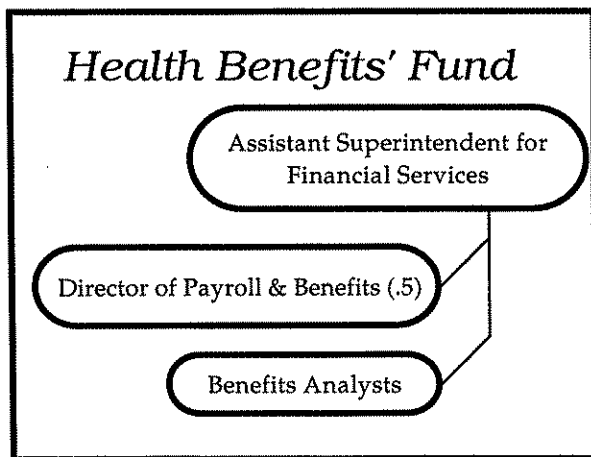 Health Benefits' Fund
Assistant Superintendent for
Financial Services
Director of Payroll & Benefits (.5)
Benefits Analysts